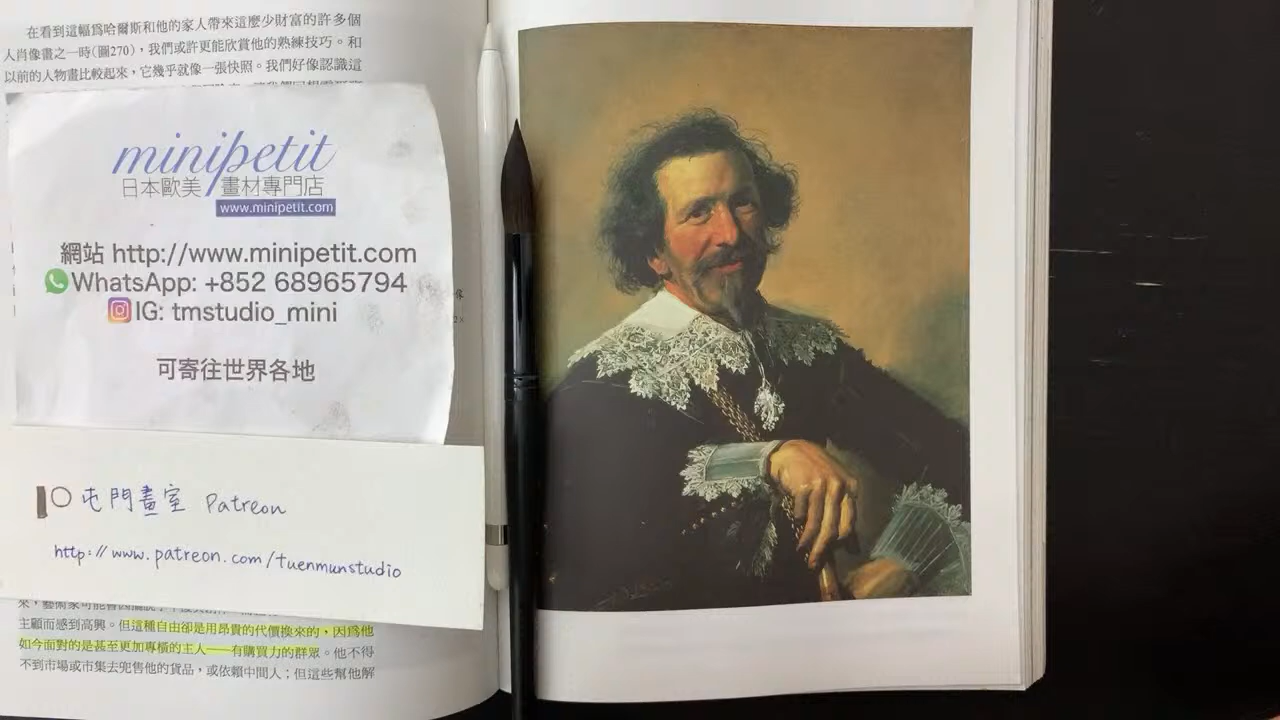 在看到這幅爲哈爾斯和他的家人帶來這麼少財富的許多個
人肖像畫之一時(圖270)，我們或許更能欣賞他的熟練技巧。和
以前的人物畫比較起來，它幾乎就像一張快照。我們好像認識這
minipetit
日本歐美 畫材專門店
www.minipetit.com
網站 http://www.minipetit.com
WhatsApp: +852 68965794
IG: tmstudio_mini
可寄往世界各地
屯門畫室 Patreon
http://www.patreon.com/tuenmunstudio
主顧而感到高興。但這種自由卻是用昂貴的代價換來的，因爲他
如今面對的是甚至更加專橫的主人——有購買力的群眾。他不得
不到市場或市集去兜售他的貨品，或依賴中間人；但這些幫他解